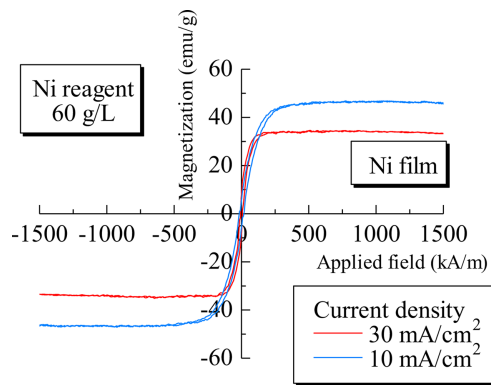 Magnetization (emu/g)
Ni reagent
60 g/L
60
40
20
0
-20
-40
-60
-1500 -1000 -500 0 500 1000 1500
Applied field (kA/m)
Ni film
Current density
30 mA/cm²
10 mA/cm²